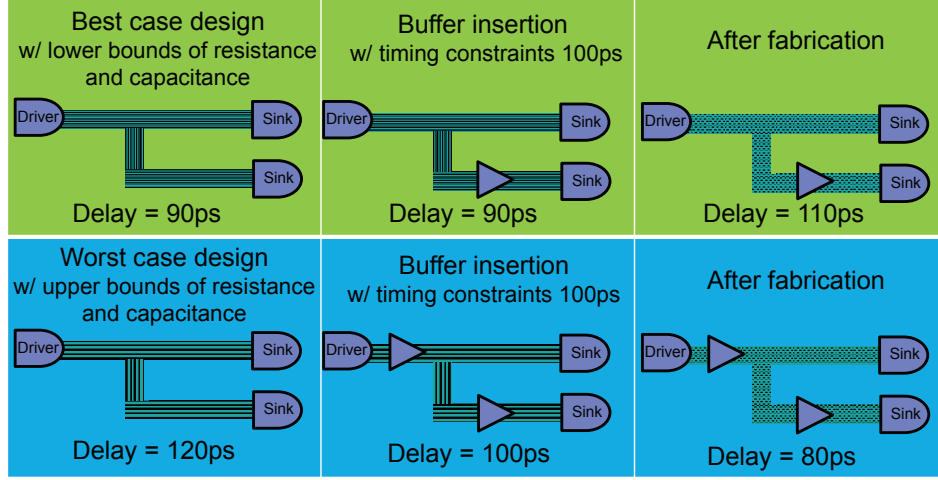 Best case design
w/ lower bounds of resistance
and capacitance
Driver
Sink
Sink
Delay = 90ps
Buffer insertion
w/ timing constraints 100ps
Driver
Sink
Sink
Delay = 90ps
After fabrication
Driver
Sink
Sink
Delay = 110ps
Worst case design
w/ upper bounds of resistance
and capacitance
Driver
Sink
Sink
Delay = 120ps
Buffer insertion
w/ timing constraints 100ps
Driver
Sink
Sink
Delay = 100ps
After fabrication
Driver
Sink
Sink
Delay = 80ps